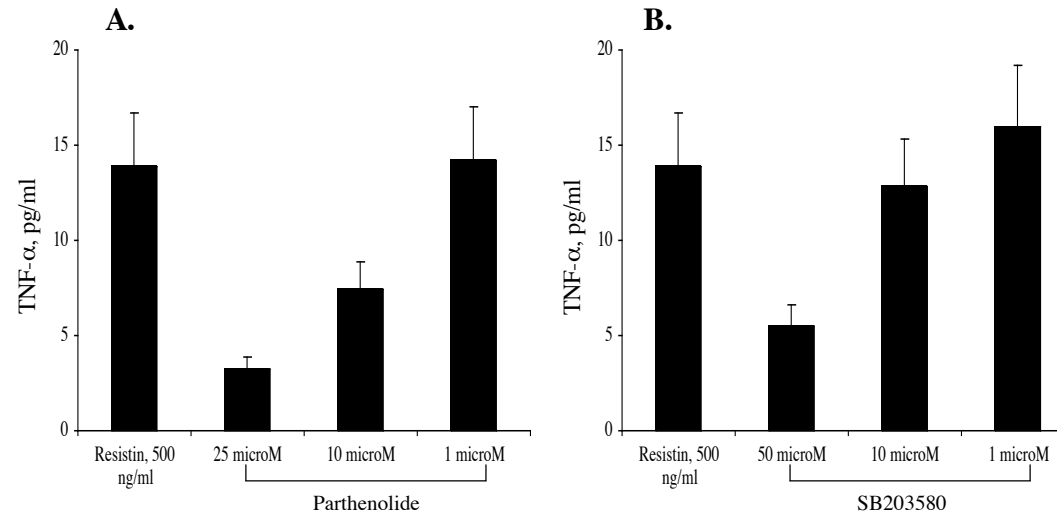 A.
20
15
10
5
0
TNF-α, pg/ml
Resistin, 500
ng/ml
25 microM
10 microM
1 microM
Parthenolide
B.
20
15
10
5
0
TNF-α, pg/ml
Resistin, 500
ng/ml
50 microM
10 microM
1 microM
SB203580